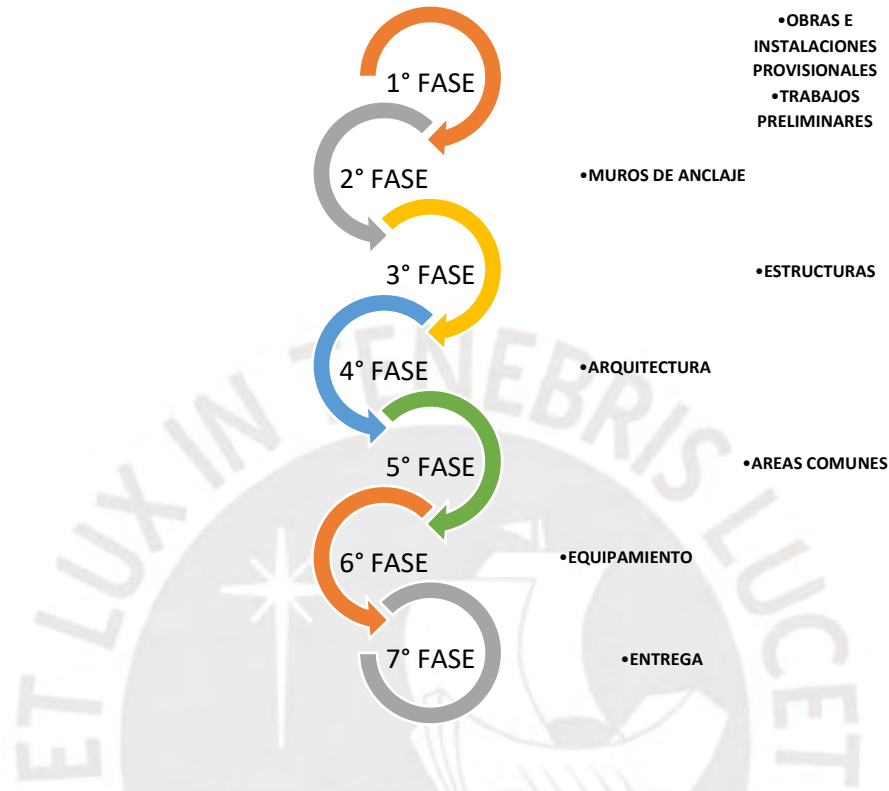 1° FASE
•OBRAS E
INSTALACIONES
PROVISIONALES
•TRABAJOS
PRELIMINARES
2° FASE
•MUROS DE ANCLAJE
3° FASE
•ESTRUCTURAS
4° FASE
•ARQUITECTURA
5° FASE
•AREAS COMUNES
6° FASE
•EQUIPAMIENTO
7° FASE
•ENTREGA
ET LUX IN TENEBRIS LUCET